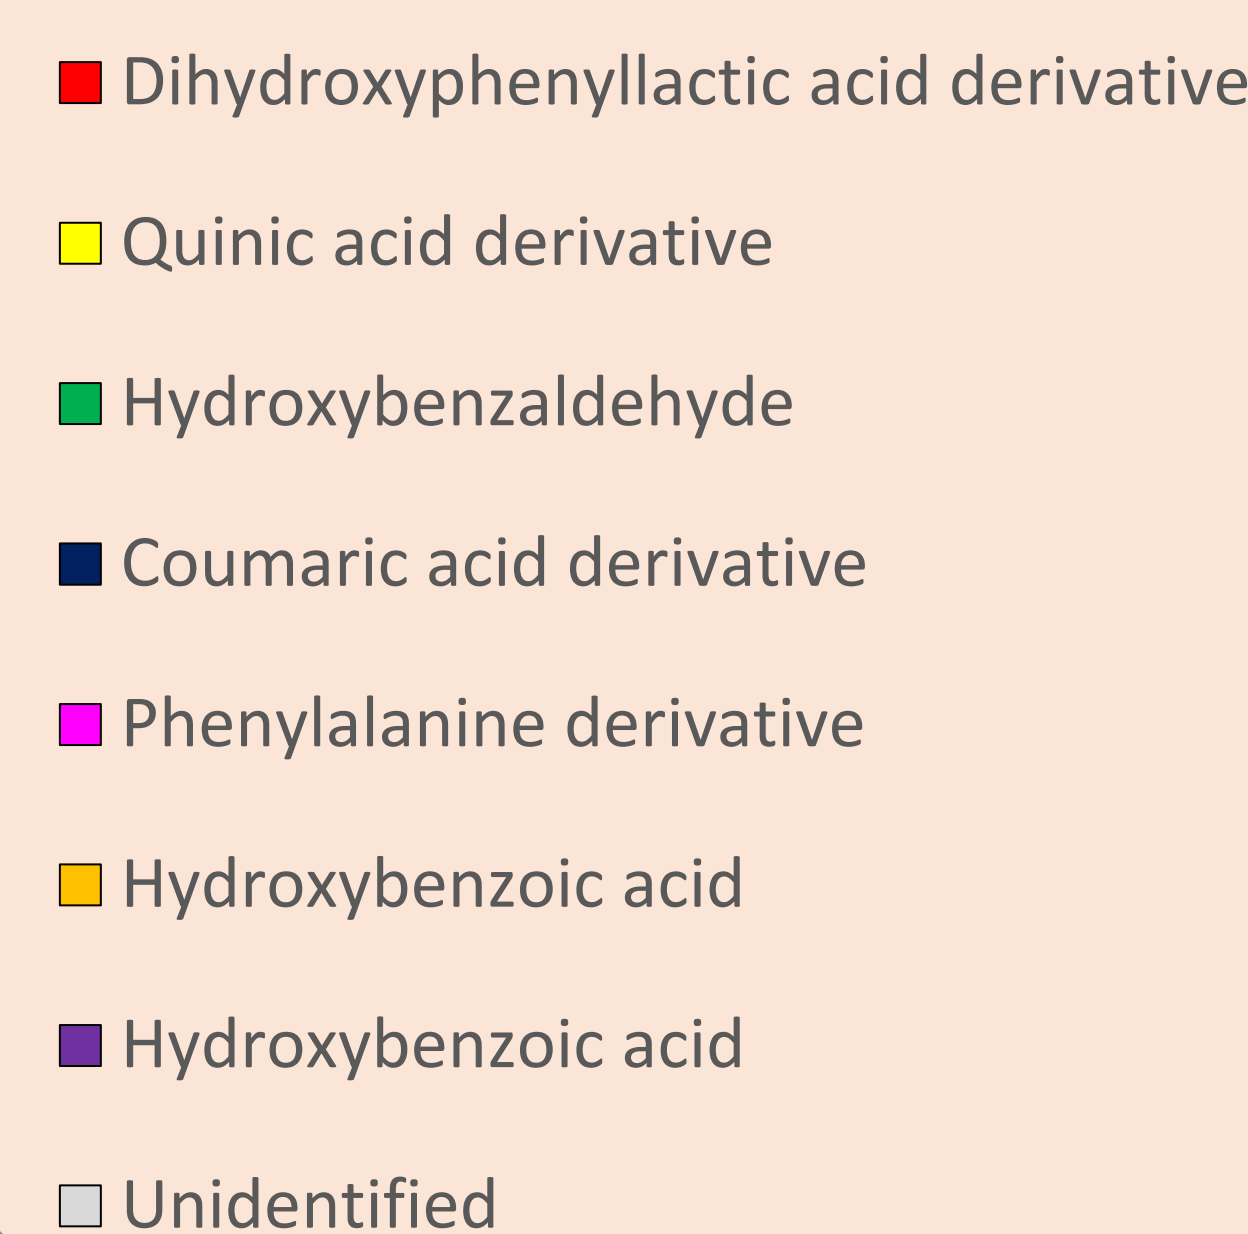 Dihydroxyphenyllactic acid derivative
Quinic acid derivative
Hydroxybenzaldehyde
Coumaric acid derivative
Phenylalanine derivative
Hydroxybenzoic acid
Hydroxybenzoic acid
Unidentified